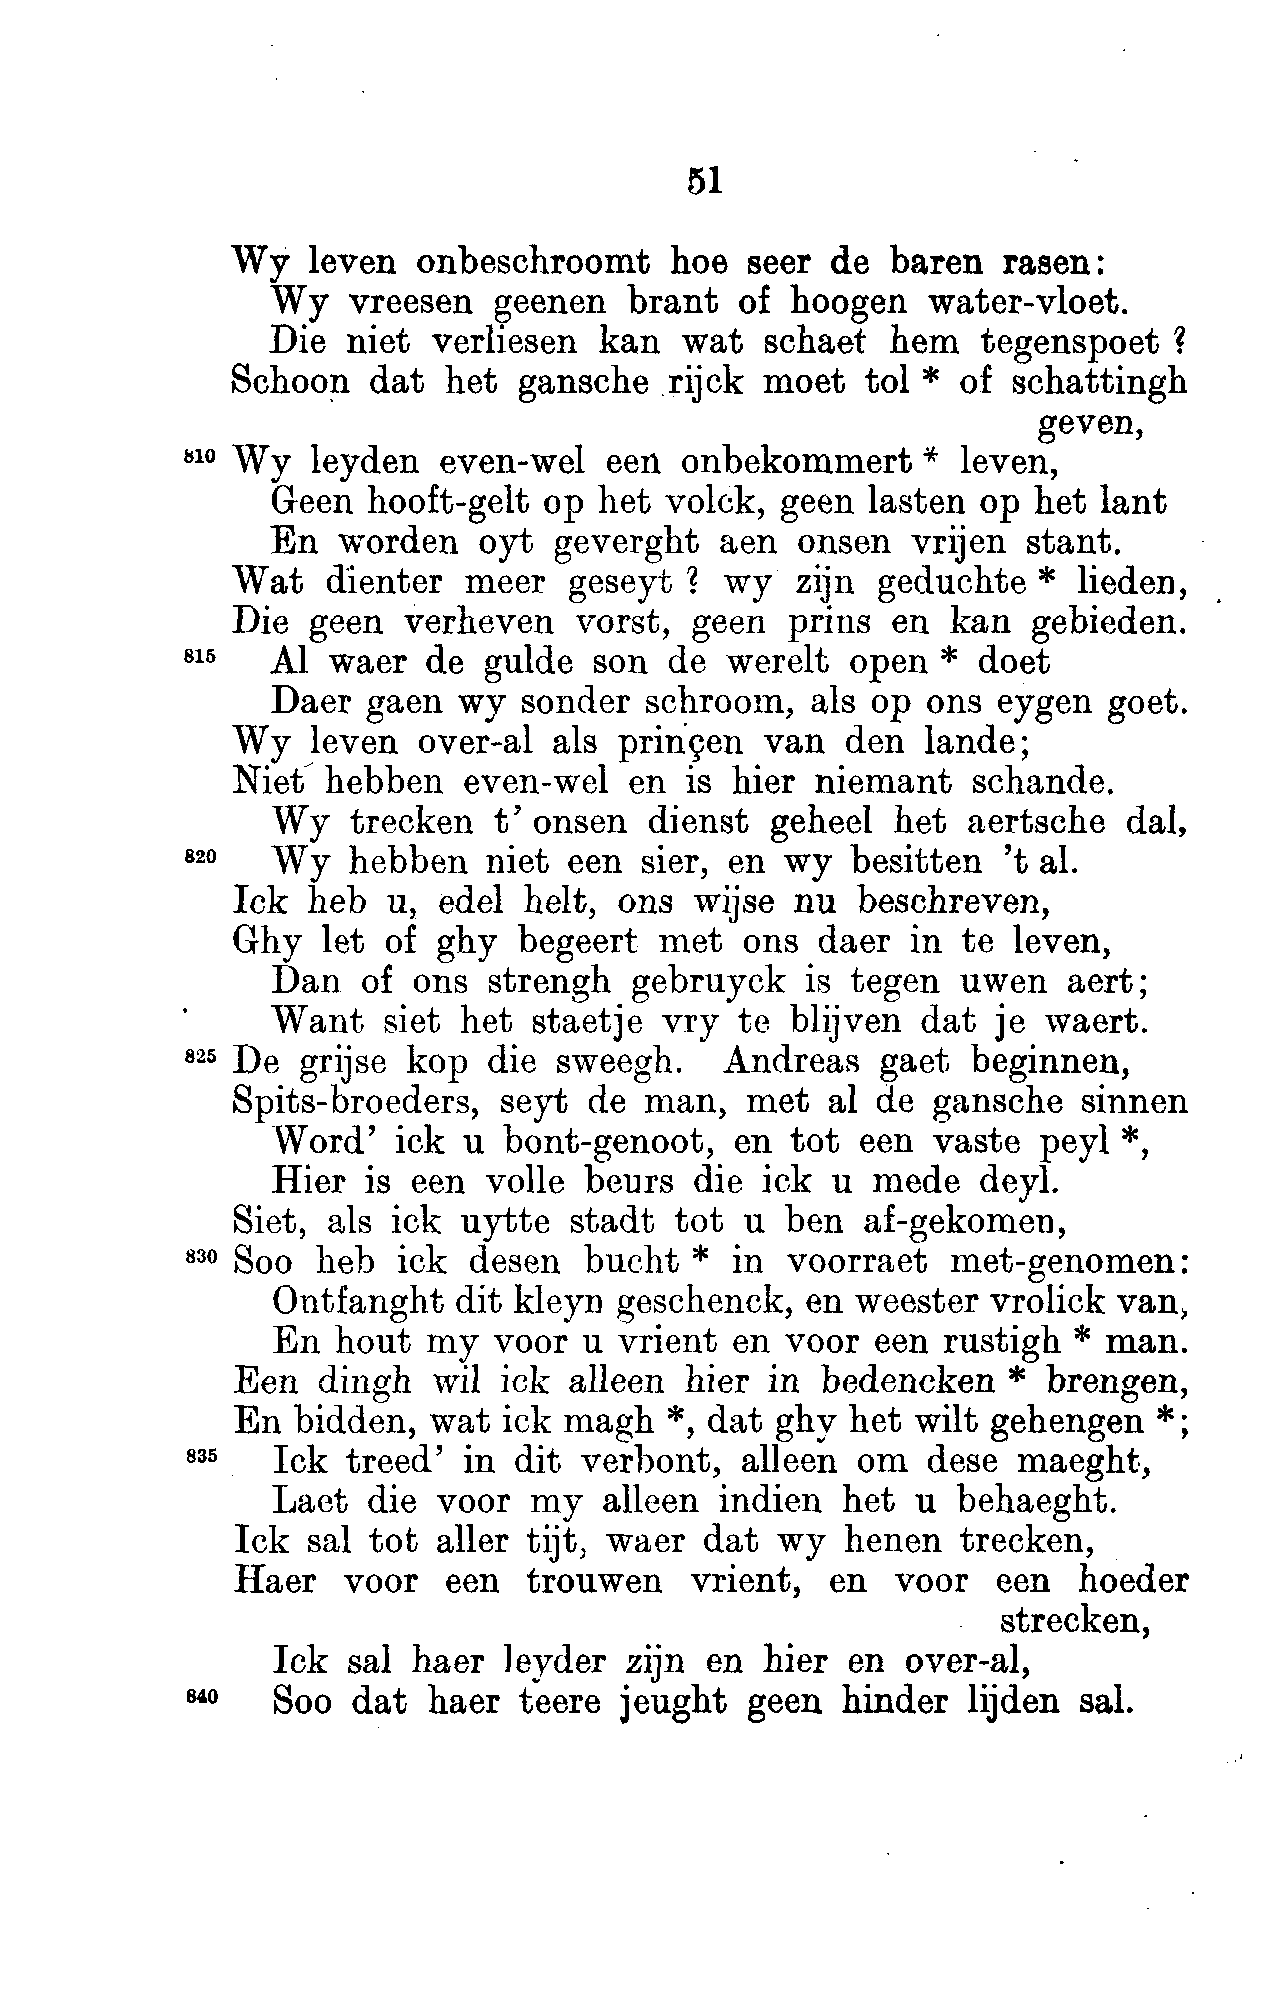 51
Wy leven onbeschroomt hoe seer de baren rasen:
Wy vreesen geenen brant of hoogen water-vloet.
Die niet verliesen kan wat schaet hem tegenspoet ?
Schoon dat het gansche rijck moet tol * of schattingh
geven,
810 Wy leyden even-wel een onbekommert * leven,
Geen hooft-gelt op het volck, geen lasten op het lant
En worden oyt geverght aen onsen vrijen stant.
Wat dienter meer geseyt ? wy zijn geduchte * lieden,
Die geen verheven vorst, geen prins en kan gebieden.
815 Al waer de gulde son de werelt open * doet
Daer gaen wy sonder schroom, als op ons eygen goet.
Wy leven over-al als prinçen van den lande;
Niet hebben even-wel en is hier niemant schande.
Wy trecken t' onsen dienst geheel het aertsche dal,
820 Wy hebben niet een sier, en wy besitten 't al.
Ick heb u, edel helt, ons wijse nu beschreven,
Ghy let of ghy begeert met ons daer in te leven,
Dan of ons strengh gebruyck is tegen uwen aert;
Want siet het staetje vry te blijven dat je waert.
825 De grijse kop die sweegh. Andreas gaet beginnen,
Spits-broeders, seyt de man, met al de gansche sinnen
Word' ick u bont-genoot, en tot een vaste peyl *,
Hier is een volle beurs die ick u mede deyl.
Siet, als ick uytte stadt tot u ben af-gekomen,
830 Soo heb ick desen bucht * in voorraet met-genomen:
Ontfanght dit kleyn geschenck, en weester vrolick van,
En hout my voor u vrient en voor een rustigh * man.
Een dingh wil ick alleen hier in bedencken * brengen,
En bidden, wat ick magh *, dat ghy het wilt gehengen *;
835 Ick treed' in dit verbont, alleen om dese maeght,
Laet die voor my alleen indien het u behaeght.
Ick sal tot aller tijt, waer dat wy henen trecken,
Haer voor een trouwen vrient, en voor een hoeder
strecken,
Ick sal haer leyder zijn en hier en over-al,
840 Soo dat haer teere jeught geen hinder lijden sal.